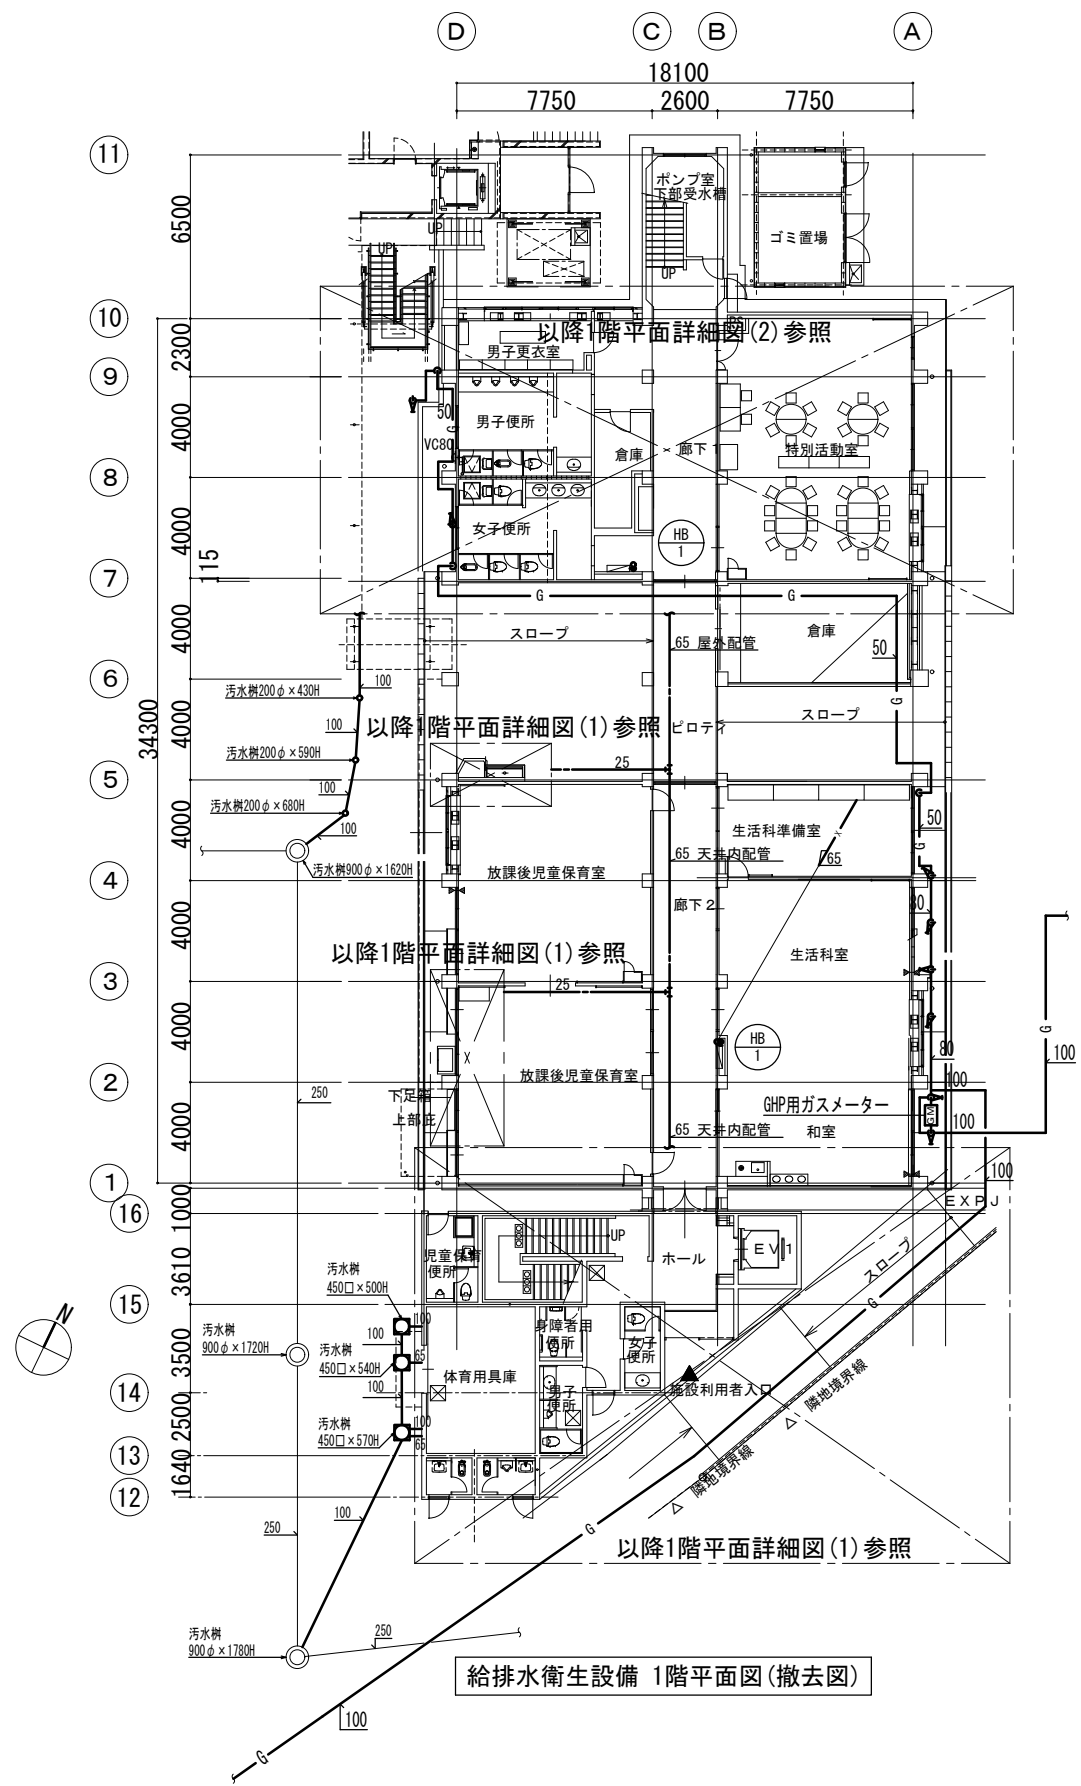 D
C
B
A
18100
7750
2600
7750
11
10
9
8
7
6
5
4
3
2
1
16
15
14
13
12
6500
2300
4000
4000
115
4000
4000
4000
4000
4000
4000
34300
1000
3610
3500
2500
1640
ポンプ室
下部受水槽
UP
ゴミ置場
UP
UP
PS
以降1階平面詳細図(2)参照
男子更衣室
50
G
VC80
男子便所
倉庫
廊下1
特別活動室
女子便所
HB
1
G
G
スロープ
65 屋外配管
倉庫
50
G
100
汚水桝200φ×430H
100
以降1階平面詳細図(1)参照
ピロティ
スロープ
汚水桝200φ×590H
100
25
汚水桝200φ×680H
100
汚水桝900φ×1620H
生活科準備室
65
50
G
65 天井内配管
放課後児童保育室
廊下2
80
以降1階平面詳細図(1)参照
生活科室
25
HB
1
G
100
80
100
250
放課後児童保育室
下足箱
上部庇
GHP用ガスメーター
GM
100
65 天井内配管
和室
100
EXPJ
児童保育
便所
UP
ホール
EV1
スロープ
G
汚水桝
450□×500H
100
100
汚水桝
900φ×1720H
汚水桝
450□×540H
65
100
身障者用
便所
女子
便所
体育用具庫
男子
便所
施設利用者入口
汚水桝
450□×570H
100
65
隣地境界線
隣地境界線
100
250
G
以降1階平面詳細図(1)参照
汚水桝
900φ×1780H
250
給排水衛生設備 1階平面図(撤去図)
100
G
N